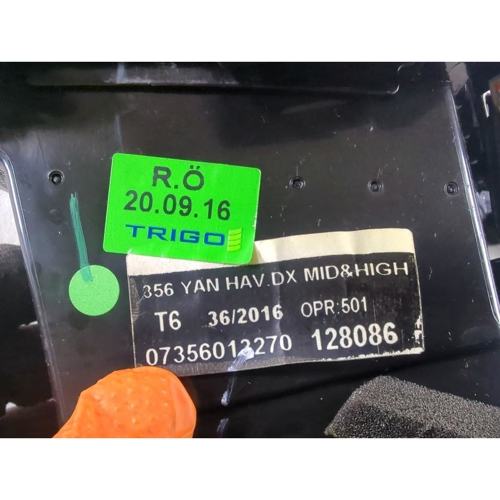 R.Ö
20.09.16
TRIGO
356 YAN HAV.DX MID&HIGH
T6 36/2016 OPR:501
07356013270 128086